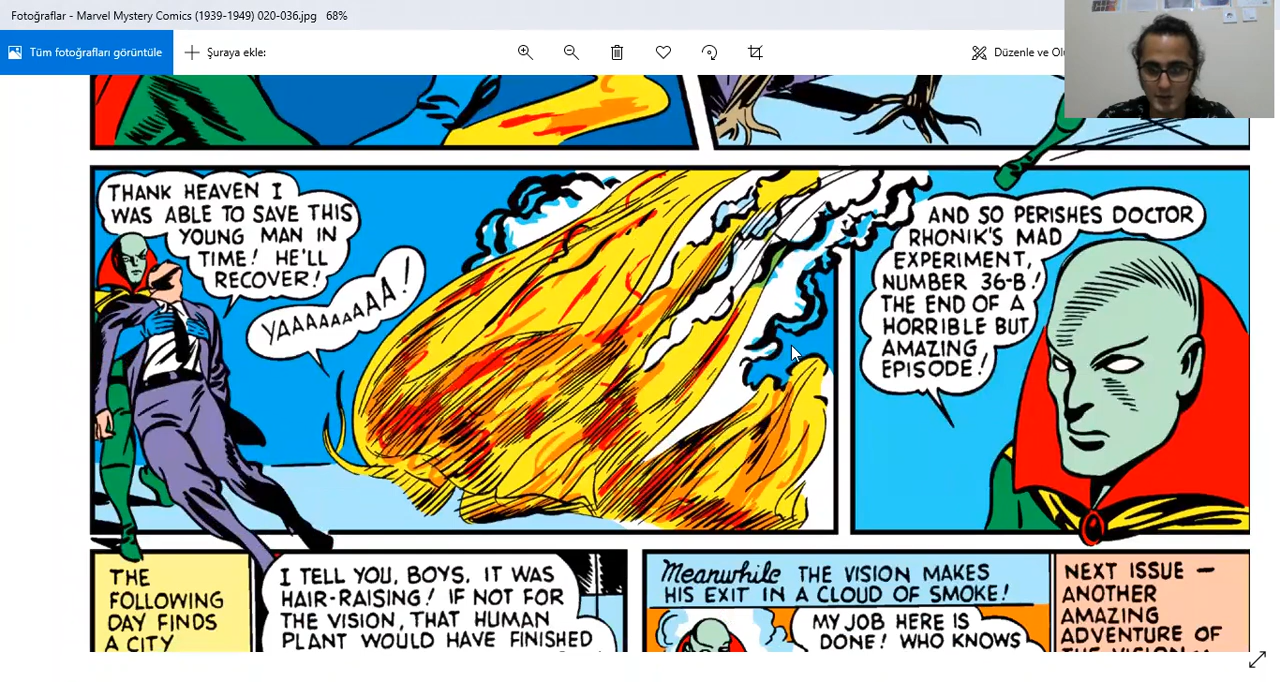 Fotoğraflar - Marvel Mystery Comics (1939-1949) 020-036.jpg 68%
Tüm fotoğrafları görüntüle
Şuraya ekle:
Düzenle ve Ol
THANK HEAVEN I
WAS ABLE TO SAVE THIS
YOUNG MAN IN
TIME! HE'LL
RECOVER!
YAAAAAAAA!
AND SO PERISHES DOCTOR
RHONIK'S MAD
EXPERIMENT,
NUMBER 36-B!
THE END OF A
HORRIBLE BUT
AMAZING
EPISODE!
THE
FOLLOWING
DAY FINDS
A CITY
I TELL YOU, BOYS, IT WAS
HAIR-RAISING! IF NOT FOR
THE VISION, THAT HUMAN
PLANT WOULD HAVE FINISHED
Meanwhile THE VISION MAKES
HIS EXIT IN A CLOUD OF SMOKE!
MY JOB HERE IS
DONE! WHO KNOWS
NEXT ISSUE —
ANOTHER
AMAZING
ADVENTURE OF
THE VISION